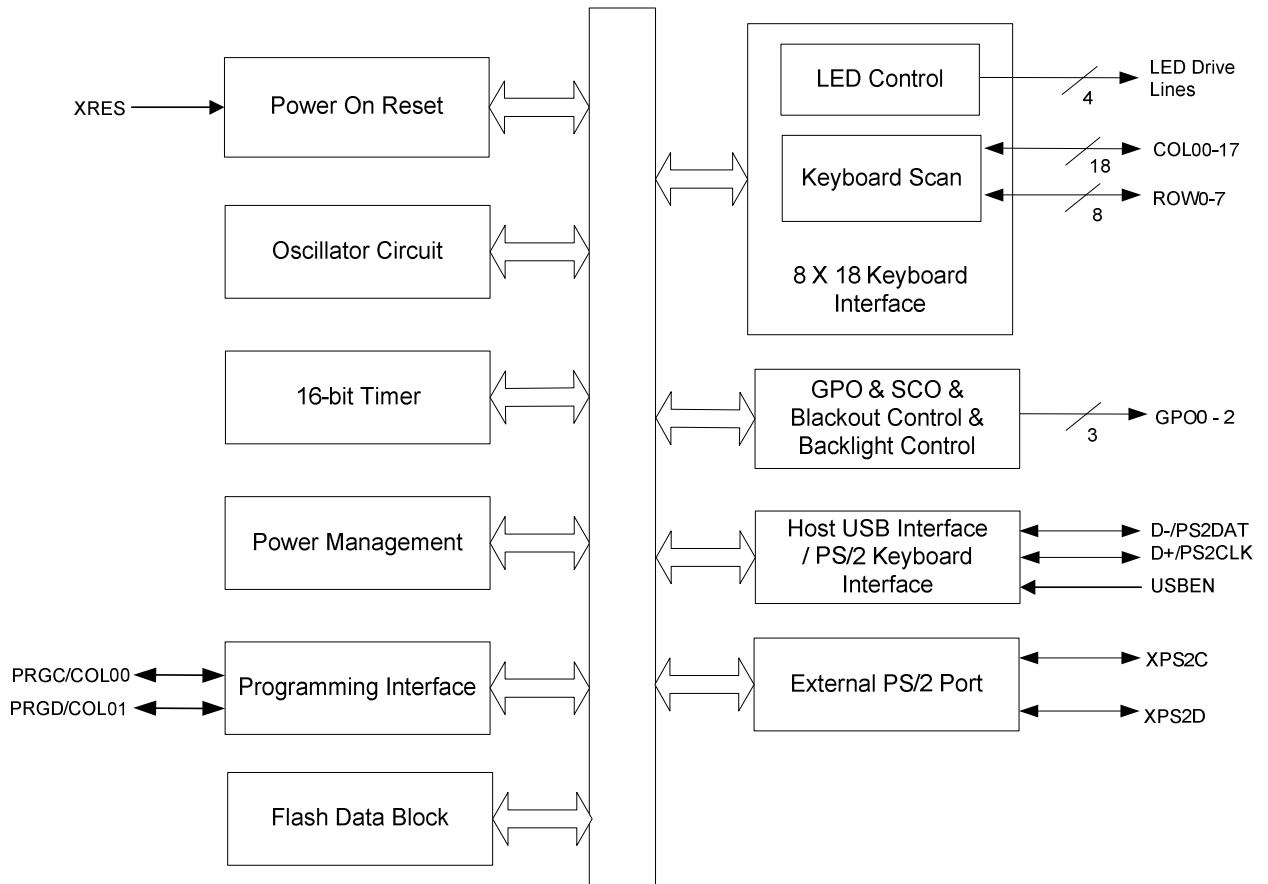 XRES
Power On Reset
Oscillator Circuit
16-bit Timer
Power Management
PRGC/COL00
PRGD/COL01
Programming Interface
Flash Data Block
LED Control
4
LED Drive
Lines
Keyboard Scan
18
COL00-17
8
ROW0-7
8 X 18 Keyboard
Interface
GPO & SCO &
Blackout Control &
Backlight Control
3
GPO0 - 2
Host USB Interface
/ PS/2 Keyboard
Interface
D-/PS2DAT
D+/PS2CLK
USBEN
External PS/2 Port
XPS2C
XPS2D